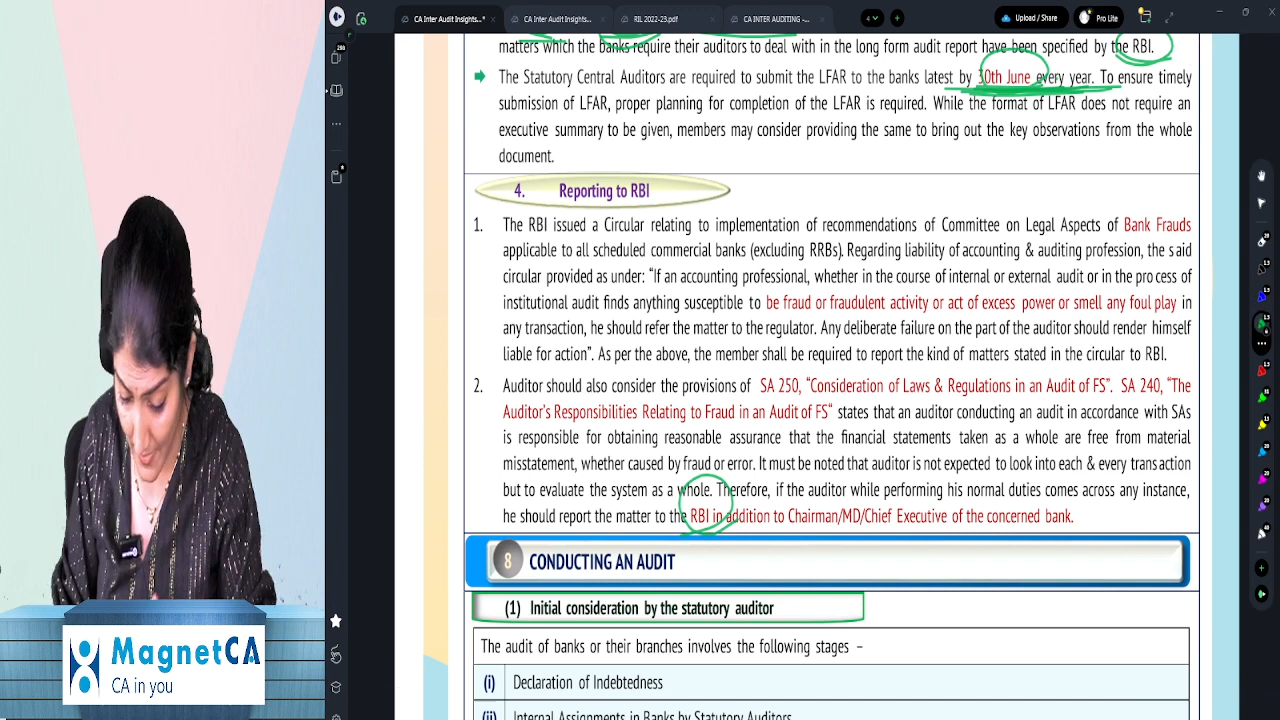 CA Inter Audit Insights...*
CA Inter Audit Insights...
RIL 2022-23.pdf
CA INTER AUDITING -...
4
Upload / Share
Pro Lite
matters which the banks require their auditors to deal with in the long form audit report have been specified by the RBI.
The Statutory Central Auditors are required to submit the LFAR to the banks latest by 30th June every year. To ensure timely
submission of LFAR, proper planning for completion of the LFAR is required. While the format of LFAR does not require an
executive summary to be given, members may consider providing the same to bring out the key observations from the whole
document.
4. Reporting to RBI
1. The RBI issued a Circular relating to implementation of recommendations of Committee on Legal Aspects of Bank Frauds
applicable to all scheduled commercial banks (excluding RRBs). Regarding liability of accounting & auditing profession, the said
circular provided as under: “If an accounting professional, whether in the course of internal or external audit or in the process of
institutional audit finds anything susceptible to be fraud or fraudulent activity or act of excess power or smell any foul play in
any transaction, he should refer the matter to the regulator. Any deliberate failure on the part of the auditor should render himself
liable for action”. As per the above, the member shall be required to report the kind of matters stated in the circular to RBI.
2. Auditor should also consider the provisions of SA 250, “Consideration of Laws & Regulations in an Audit of FS”. SA 240, “The
Auditor’s Responsibilities Relating to Fraud in an Audit of FS“ states that an auditor conducting an audit in accordance with SAs
is responsible for obtaining reasonable assurance that the financial statements taken as a whole are free from material
misstatement, whether caused by fraud or error. It must be noted that auditor is not expected to look into each & every transaction
but to evaluate the system as a whole. Therefore, if the auditor while performing his normal duties comes across any instance,
he should report the matter to the RBI in addition to Chairman/MD/Chief Executive of the concerned bank.
8 CONDUCTING AN AUDIT
(1) Initial consideration by the statutory auditor
The audit of banks or their branches involves the following stages –
(i) Declaration of Indebtedness
(ii) Internal Assignments in Banks by Statutory Auditors
MagnetCA
CA in you